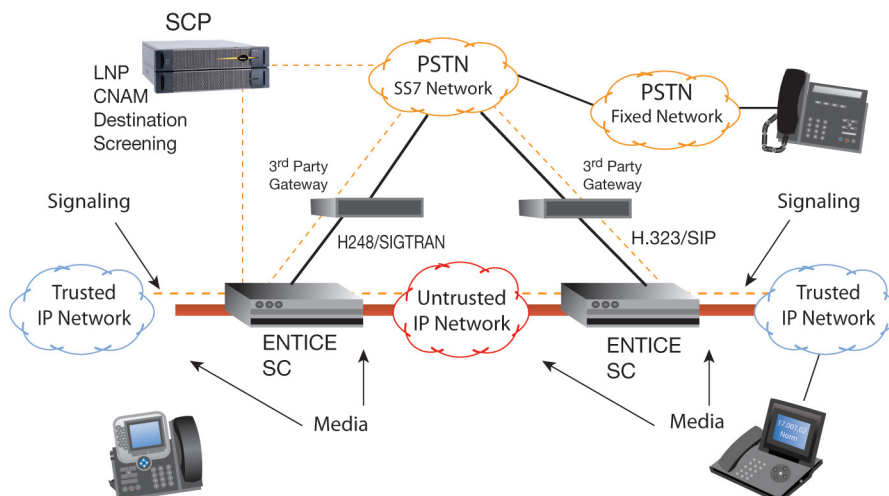 SCP
LNP
CNAM
Destination
Screening
PSTN
SS7 Network
PSTN
Fixed Network
3rd Party
Gateway
3rd Party
Gateway
Signaling
H248/SIGTRAN
H.323/SIP
Signaling
Trusted
IP Network
Untrusted
IP Network
Trusted
IP Network
ENTICE
SC
ENTICE
SC
Media
Media
17.001.02
Norm